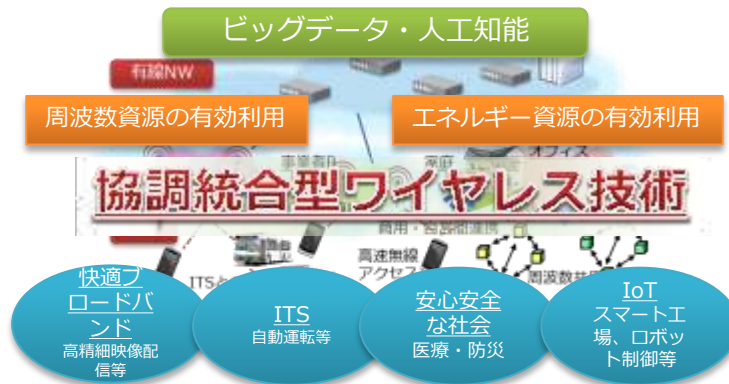 ビッグデータ・人工知能
有線NW
周波数資源の有効利用
エネルギー資源の有効利用
オフィス
協調統合型ワイヤレス技術
高速無線
アクセス
周波数共
ITSと
快適ブ
ロードバ
ンド
高精細映像配
信等
ITS
自動運転等
安心安全
な社会
医療・防災
IoT
スマート工
場、ロボッ
ト制御等